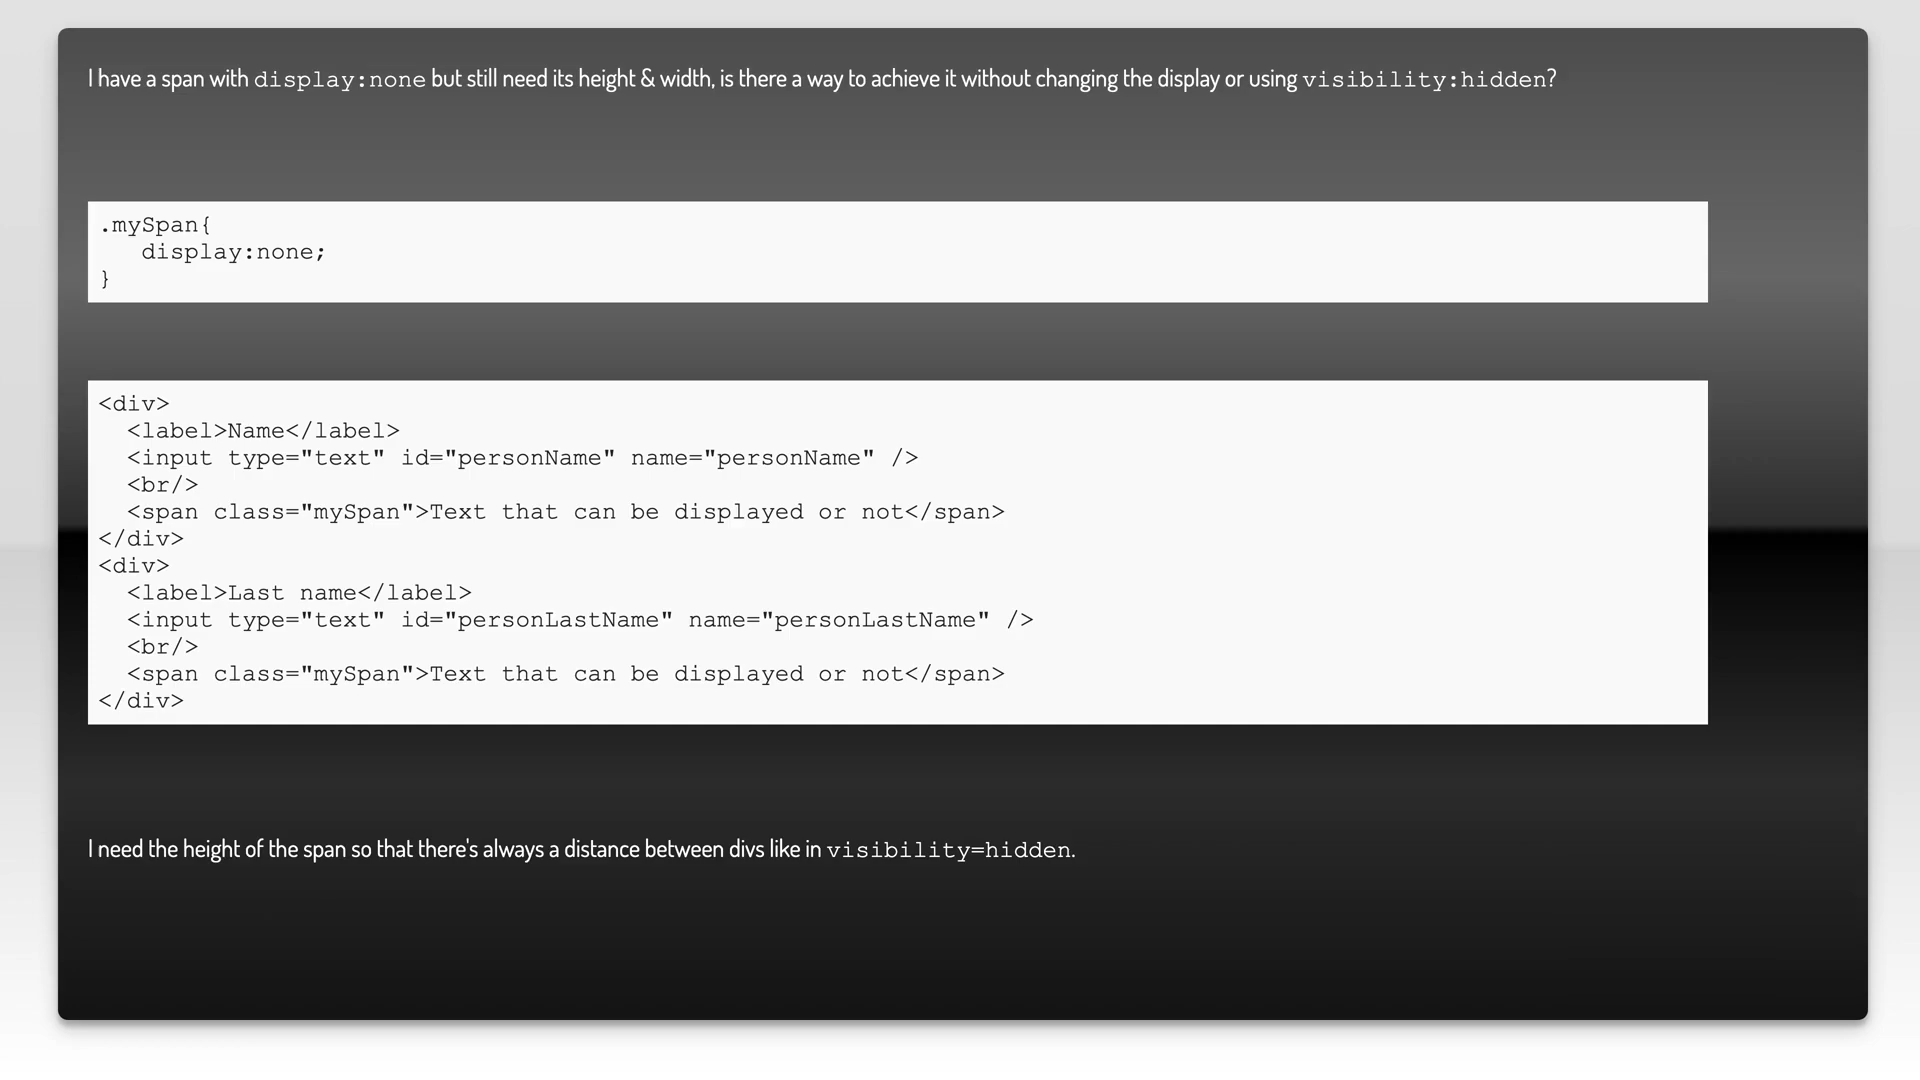 I have a span with display:none but still need its height & width, is there a way to achieve it without changing the display or using visibility:hidden?
.mySpan{
   display:none;
}
<div>
  <label>Name</label>
  <input type="text" id="personName" name="personName" />
  <br/>
  <span class="mySpan">Text that can be displayed or not</span>
</div>
<div>
  <label>Last name</label>
  <input type="text" id="personLastName" name="personLastName" />
  <br/>
  <span class="mySpan">Text that can be displayed or not</span>
</div>
I need the height of the span so that there's always a distance between divs like in visibility=hidden.